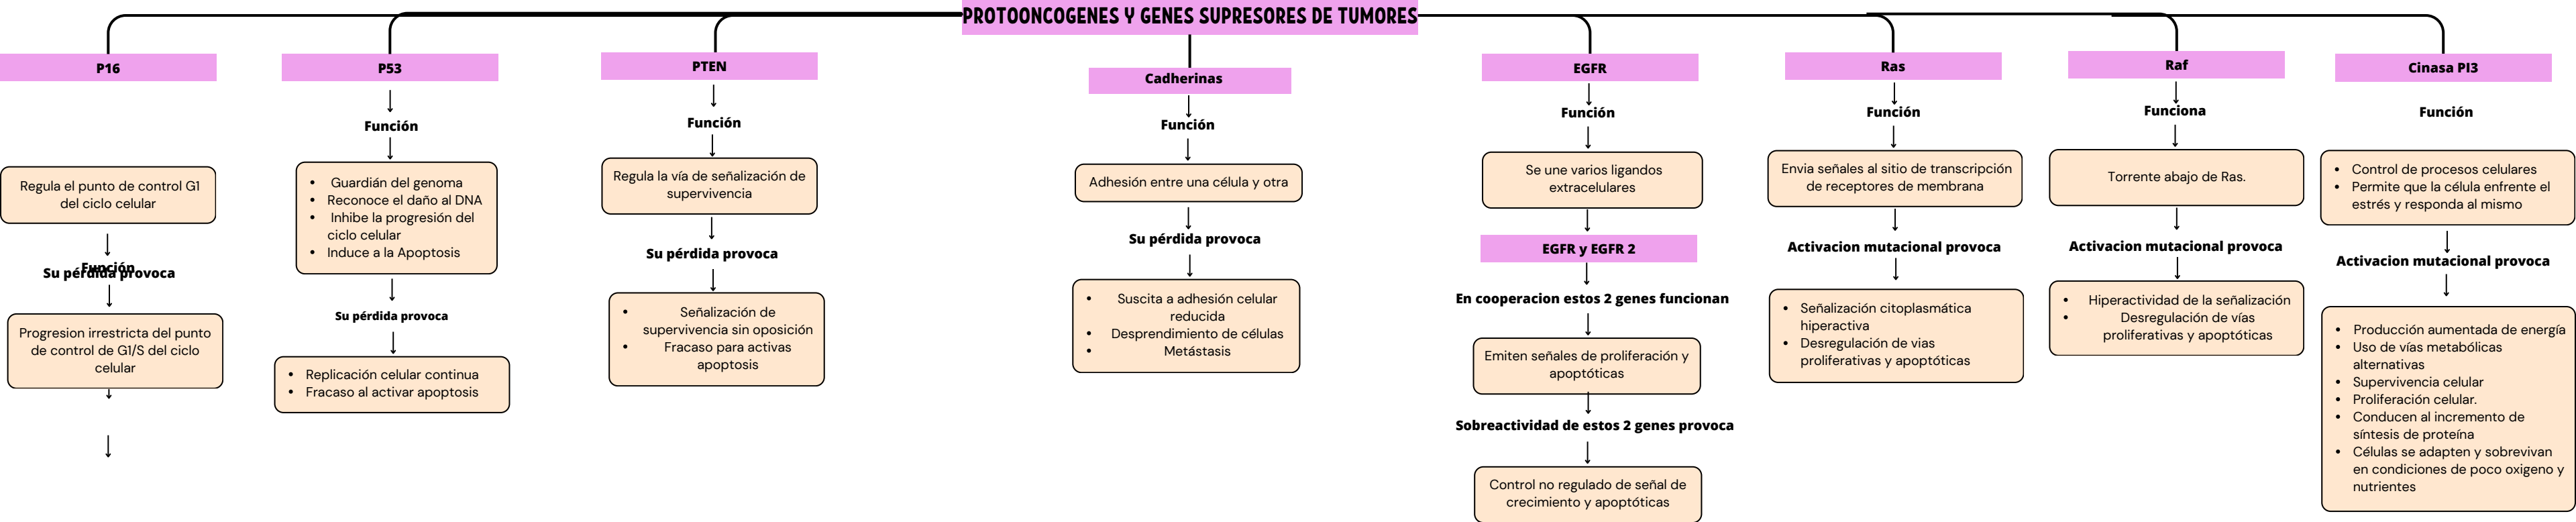 PROTOONCOGENES Y GENES SUPRESORES DE TUMORES
P16
Regula el punto de control G1
del ciclo celular
Función
Su pérdida provoca
Progresion irrestricta del punto
de control de G1/S del ciclo
celular
P53
Función
• Guardián del genoma
• Reconoce el daño al DNA
• Inhibe la progresión del
ciclo celular
• Induce a la Apoptosis
Su pérdida provoca
• Replicación celular continua
• Fracaso al activar apoptosis
PTEN
Función
Regula la vía de señalización de
supervivencia
Su pérdida provoca
• Señalización de
supervivencia sin oposición
• Fracaso para activas
apoptosis
Cadherinas
Función
Adhesión entre una célula y otra
Su pérdida provoca
• Suscita a adhesión celular
reducida
• Desprendimiento de células
• Metástasis
EGFR
Función
Se une varios ligandos
extracelulares
EGFR y EGFR 2
En cooperacion estos 2 genes funcionan
Emiten señales de proliferación y
apoptóticas
Sobreactividad de estos 2 genes provoca
Control no regulado de señal de
crecimiento y apoptóticas
Ras
Función
Envia señales al sitio de transcripción
de receptores de membrana
Activacion mutacional provoca
• Señalización citoplasmática
hiperactiva
• Desregulación de vias
proliferativas y apoptóticas
Raf
Funciona
Torrente abajo de Ras.
Activacion mutacional provoca
• Hiperactividad de la señalización
• Desregulación de vías
proliferativas y apoptóticas
Cinasa PI3
Función
• Control de procesos celulares
• Permite que la célula enfrente el
estrés y responda al mismo
Activacion mutacional provoca
• Producción aumentada de energía
• Uso de vías metabólicas
alternativas
• Supervivencia celular
• Proliferación celular.
• Conducen al incremento de
síntesis de proteína
• Células se adapten y sobrevivan
en condiciones de poco oxigeno y
nutrientes